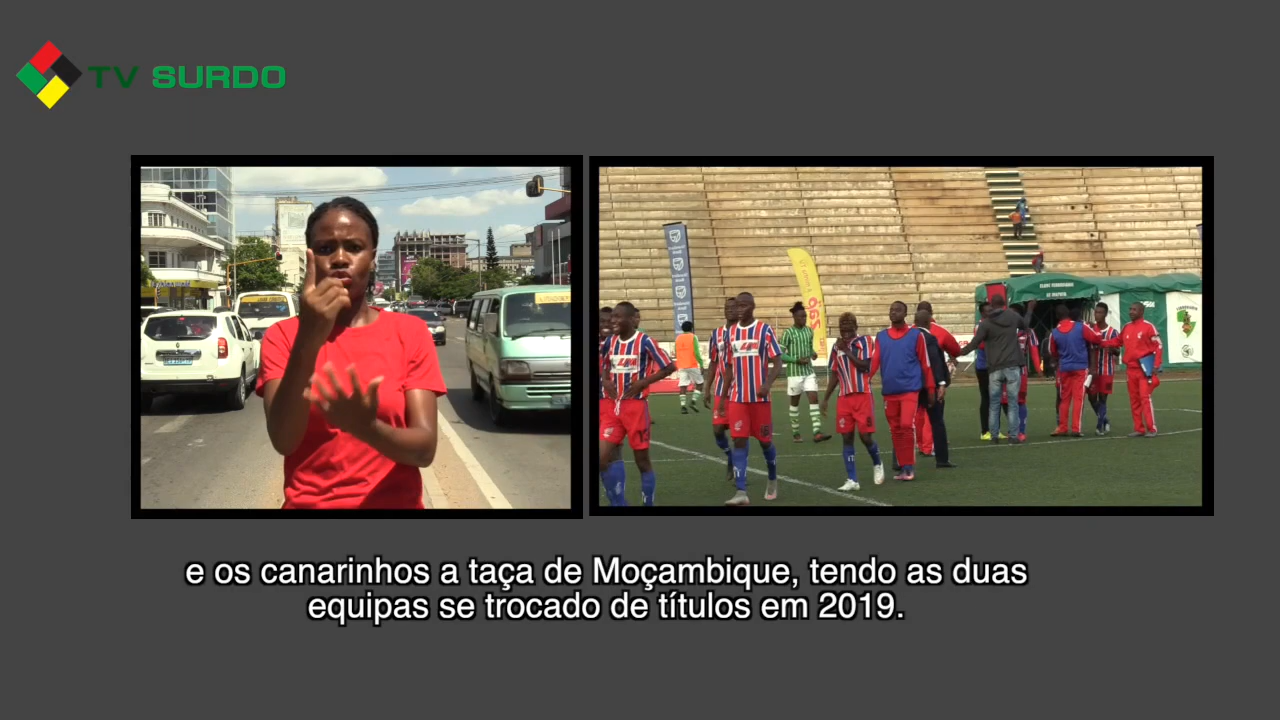 TV SURDO
e os canarinhos a taça de Moçambique, tendo as duas
equipas se trocado de títulos em 2019.